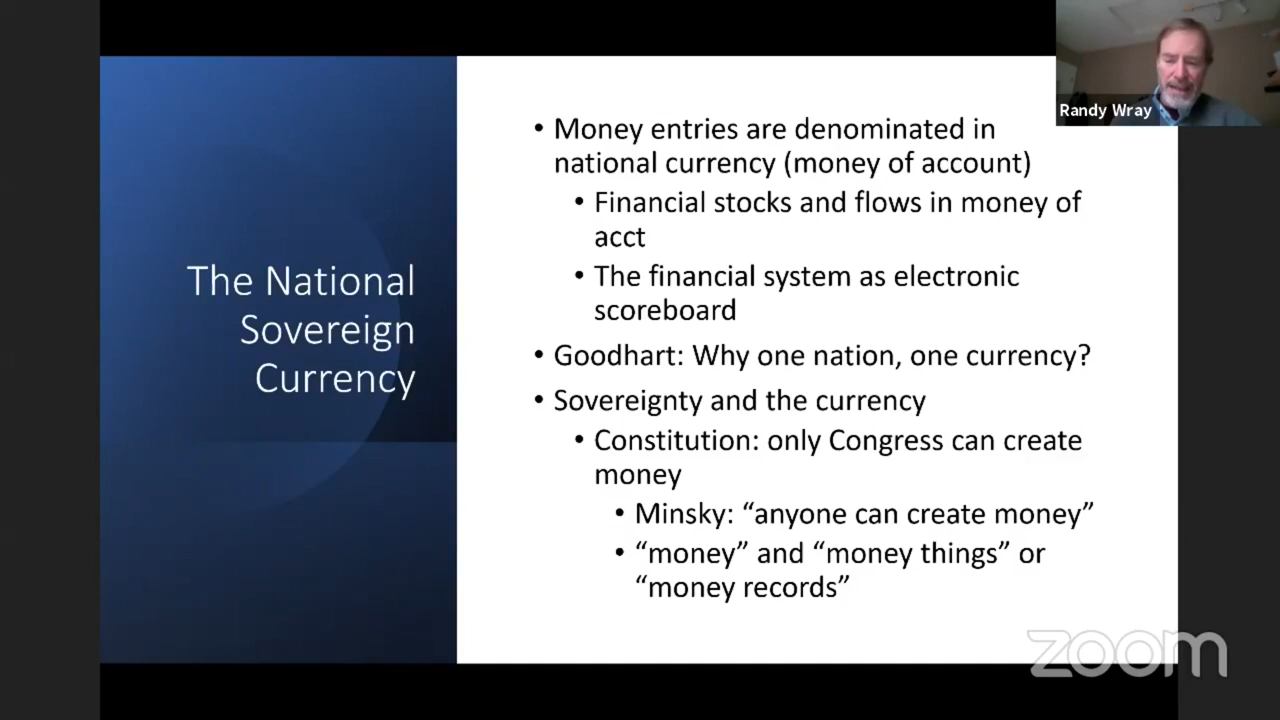 The National
Sovereign
Currency
• Money entries are denominated in
national currency (money of account)
• Financial stocks and flows in money of
acct
• The financial system as electronic
scoreboard
• Goodhart: Why one nation, one currency?
• Sovereignty and the currency
• Constitution: only Congress can create
money
• Minsky: “anyone can create money”
• “money” and “money things” or
“money records”
Randy Wray
zoom